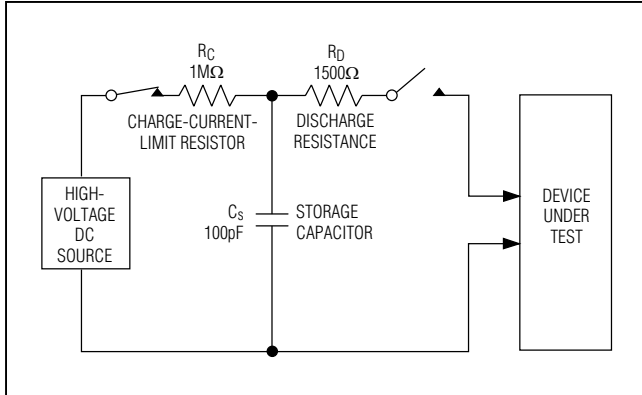 RC
1MΩ
CHARGE-CURRENT-
LIMIT RESISTOR
RD
1500Ω
DISCHARGE
RESISTANCE
HIGH-
VOLTAGE
DC
SOURCE
Cs
100pF
STORAGE
CAPACITOR
DEVICE
UNDER
TEST